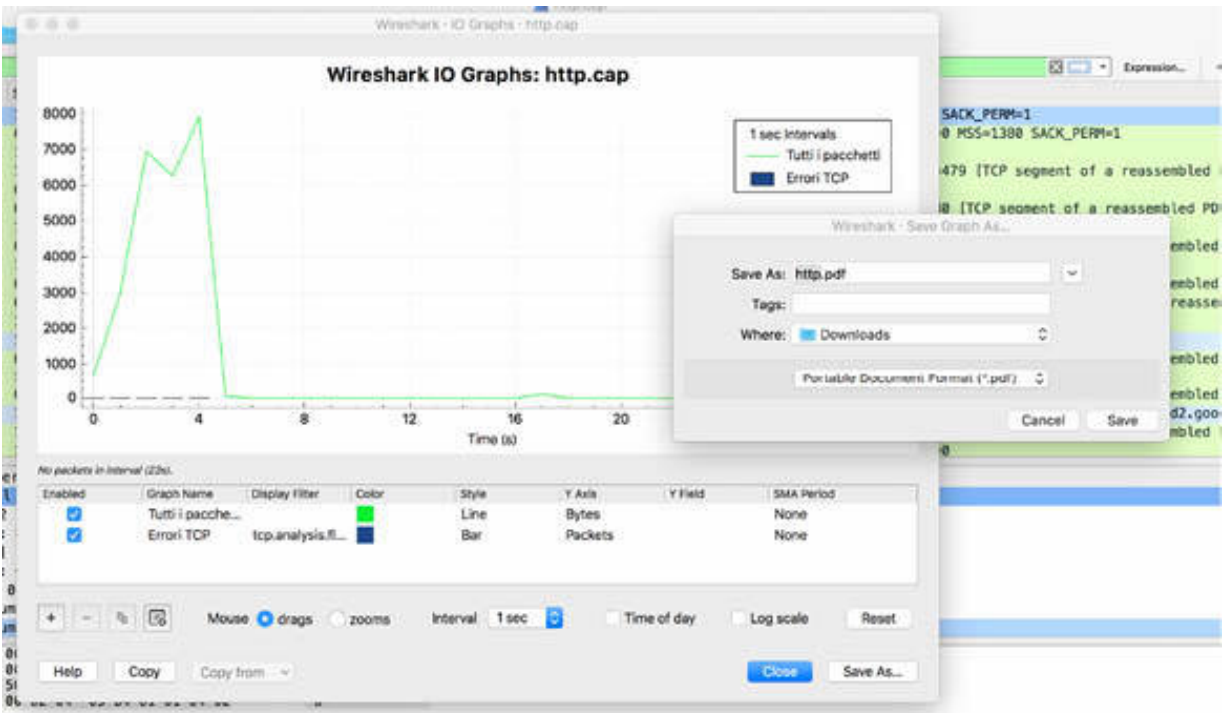 Wireshark · IO Graphs · http.cap
Wireshark IO Graphs: http.cap
8000
7000
6000
5000
4000
3000
2000
1000
0
0 4 8 12 16 20
Time (s)
1 sec Intervals
Tutti i pacchetti
Errori TCP
Expression...
SACK_PERM=1
0 MSS=1380 SACK_PERM=1
479 [TCP segment of a reassembled
[TCP segment of a reassembled PD
Wireshark · Save Graph As...
Save As: http.pdf
Tags:
Where: Downloads
Portable Document Format (*.pdf)
Cancel Save
embled
embled
reasse
embled
embled
d2.goo
mbled
No packets in interval (22s).
Enabled Graph Name Display Filter Color Style Y Axis Y Field SMA Period
Tutti i pacche... Line Bytes None
Errori TCP tcp.analysis.fl... Bar Packets None
+ − Mouse drags zooms Interval 1 sec Time of day Log scale Reset
Help Copy Copy from Close Save As...